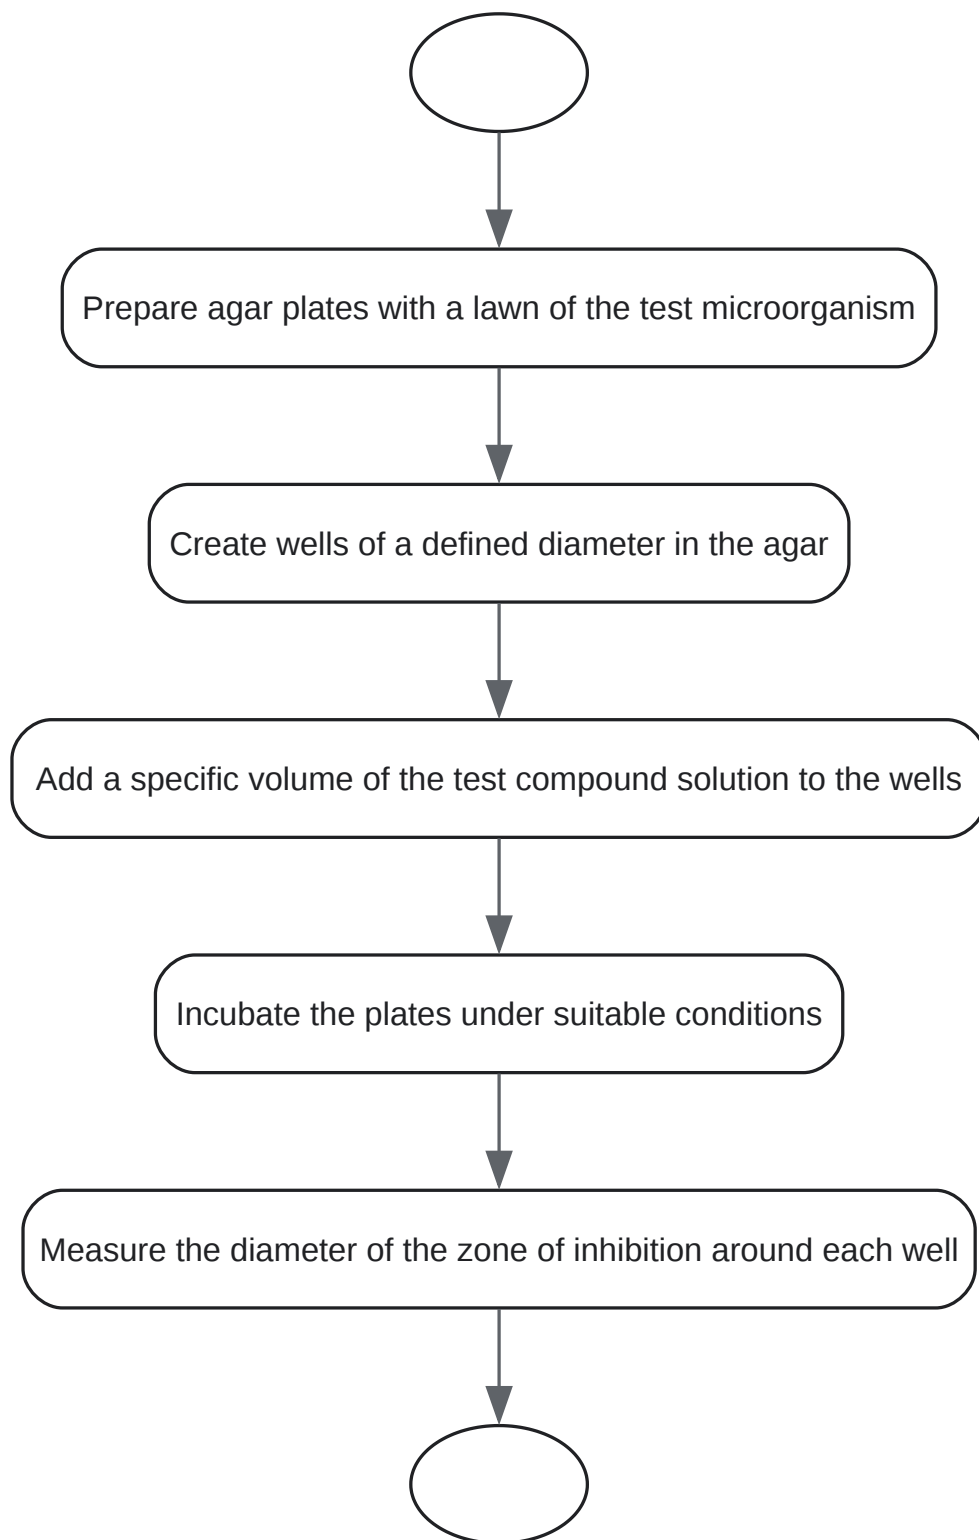 Prepare agar plates with a lawn of the test microorganism
Create wells of a defined diameter in the agar
Add a specific volume of the test compound solution to the wells
Incubate the plates under suitable conditions
Measure the diameter of the zone of inhibition around each well